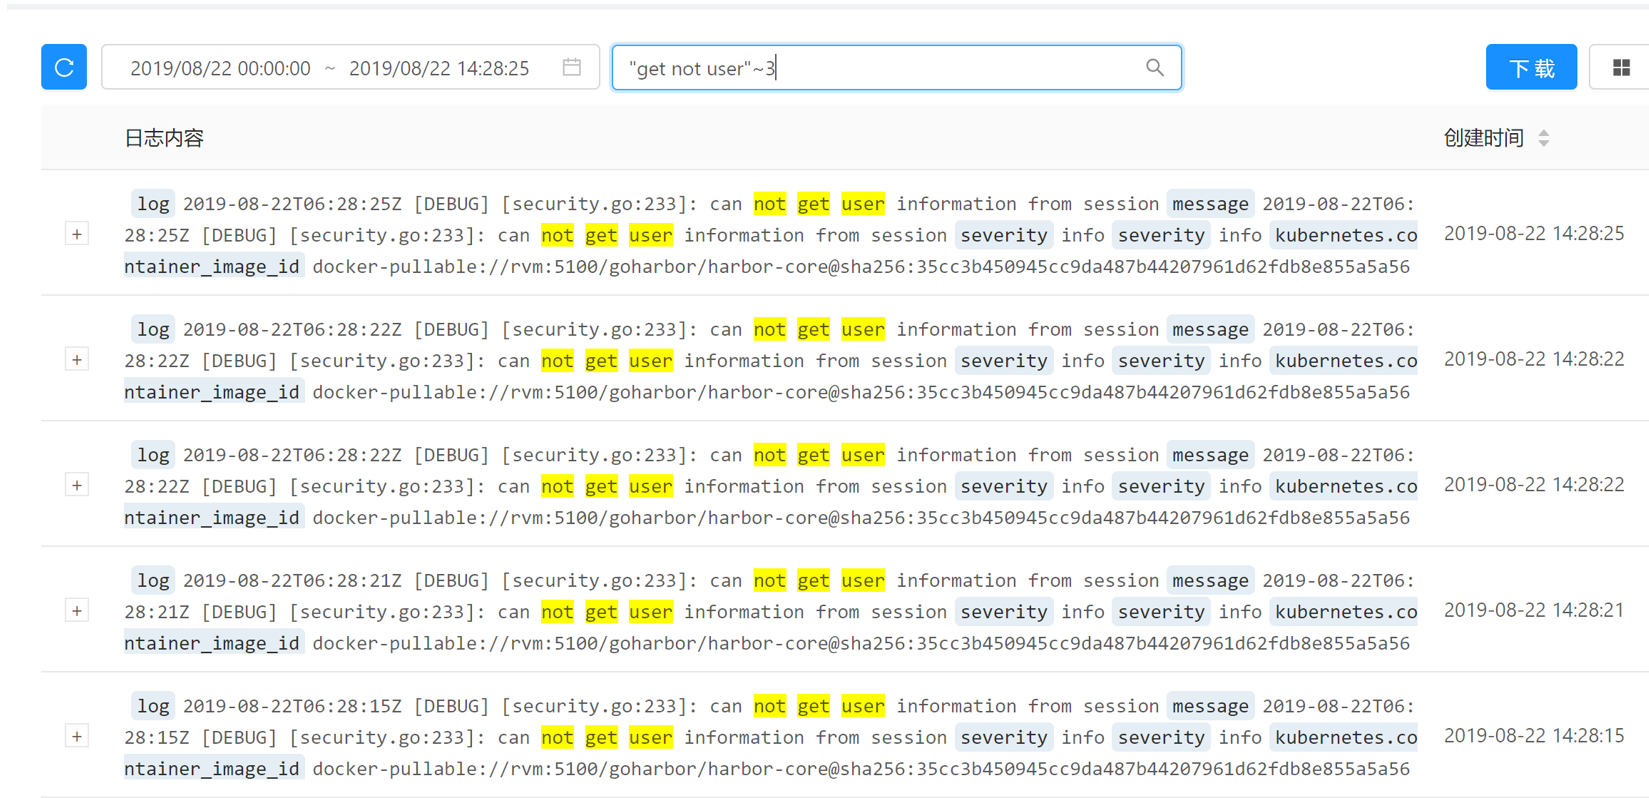 2019/08/22 00:00:00 ~ 2019/08/22 14:28:25 "get not user"~3 下 载
日志内容 创建时间
log 2019-08-22T06:28:25Z [DEBUG] [security.go:233]: can not get user information from session message 2019-08-22T06:
28:25Z [DEBUG] [security.go:233]: can not get user information from session severity info severity info kubernetes.co
ntainer_image_id docker-pullable://rvm:5100/goharbor/harbor-core@sha256:35cc3b450945cc9da487b44207961d62fdb8e855a5a56
2019-08-22 14:28:25
log 2019-08-22T06:28:22Z [DEBUG] [security.go:233]: can not get user information from session message 2019-08-22T06:
28:22Z [DEBUG] [security.go:233]: can not get user information from session severity info severity info kubernetes.co
ntainer_image_id docker-pullable://rvm:5100/goharbor/harbor-core@sha256:35cc3b450945cc9da487b44207961d62fdb8e855a5a56
2019-08-22 14:28:22
log 2019-08-22T06:28:22Z [DEBUG] [security.go:233]: can not get user information from session message 2019-08-22T06:
28:22Z [DEBUG] [security.go:233]: can not get user information from session severity info severity info kubernetes.co
ntainer_image_id docker-pullable://rvm:5100/goharbor/harbor-core@sha256:35cc3b450945cc9da487b44207961d62fdb8e855a5a56
2019-08-22 14:28:22
log 2019-08-22T06:28:21Z [DEBUG] [security.go:233]: can not get user information from session message 2019-08-22T06:
28:21Z [DEBUG] [security.go:233]: can not get user information from session severity info severity info kubernetes.co
ntainer_image_id docker-pullable://rvm:5100/goharbor/harbor-core@sha256:35cc3b450945cc9da487b44207961d62fdb8e855a5a56
2019-08-22 14:28:21
log 2019-08-22T06:28:15Z [DEBUG] [security.go:233]: can not get user information from session message 2019-08-22T06:
28:15Z [DEBUG] [security.go:233]: can not get user information from session severity info severity info kubernetes.co
ntainer_image_id docker-pullable://rvm:5100/goharbor/harbor-core@sha256:35cc3b450945cc9da487b44207961d62fdb8e855a5a56
2019-08-22 14:28:15